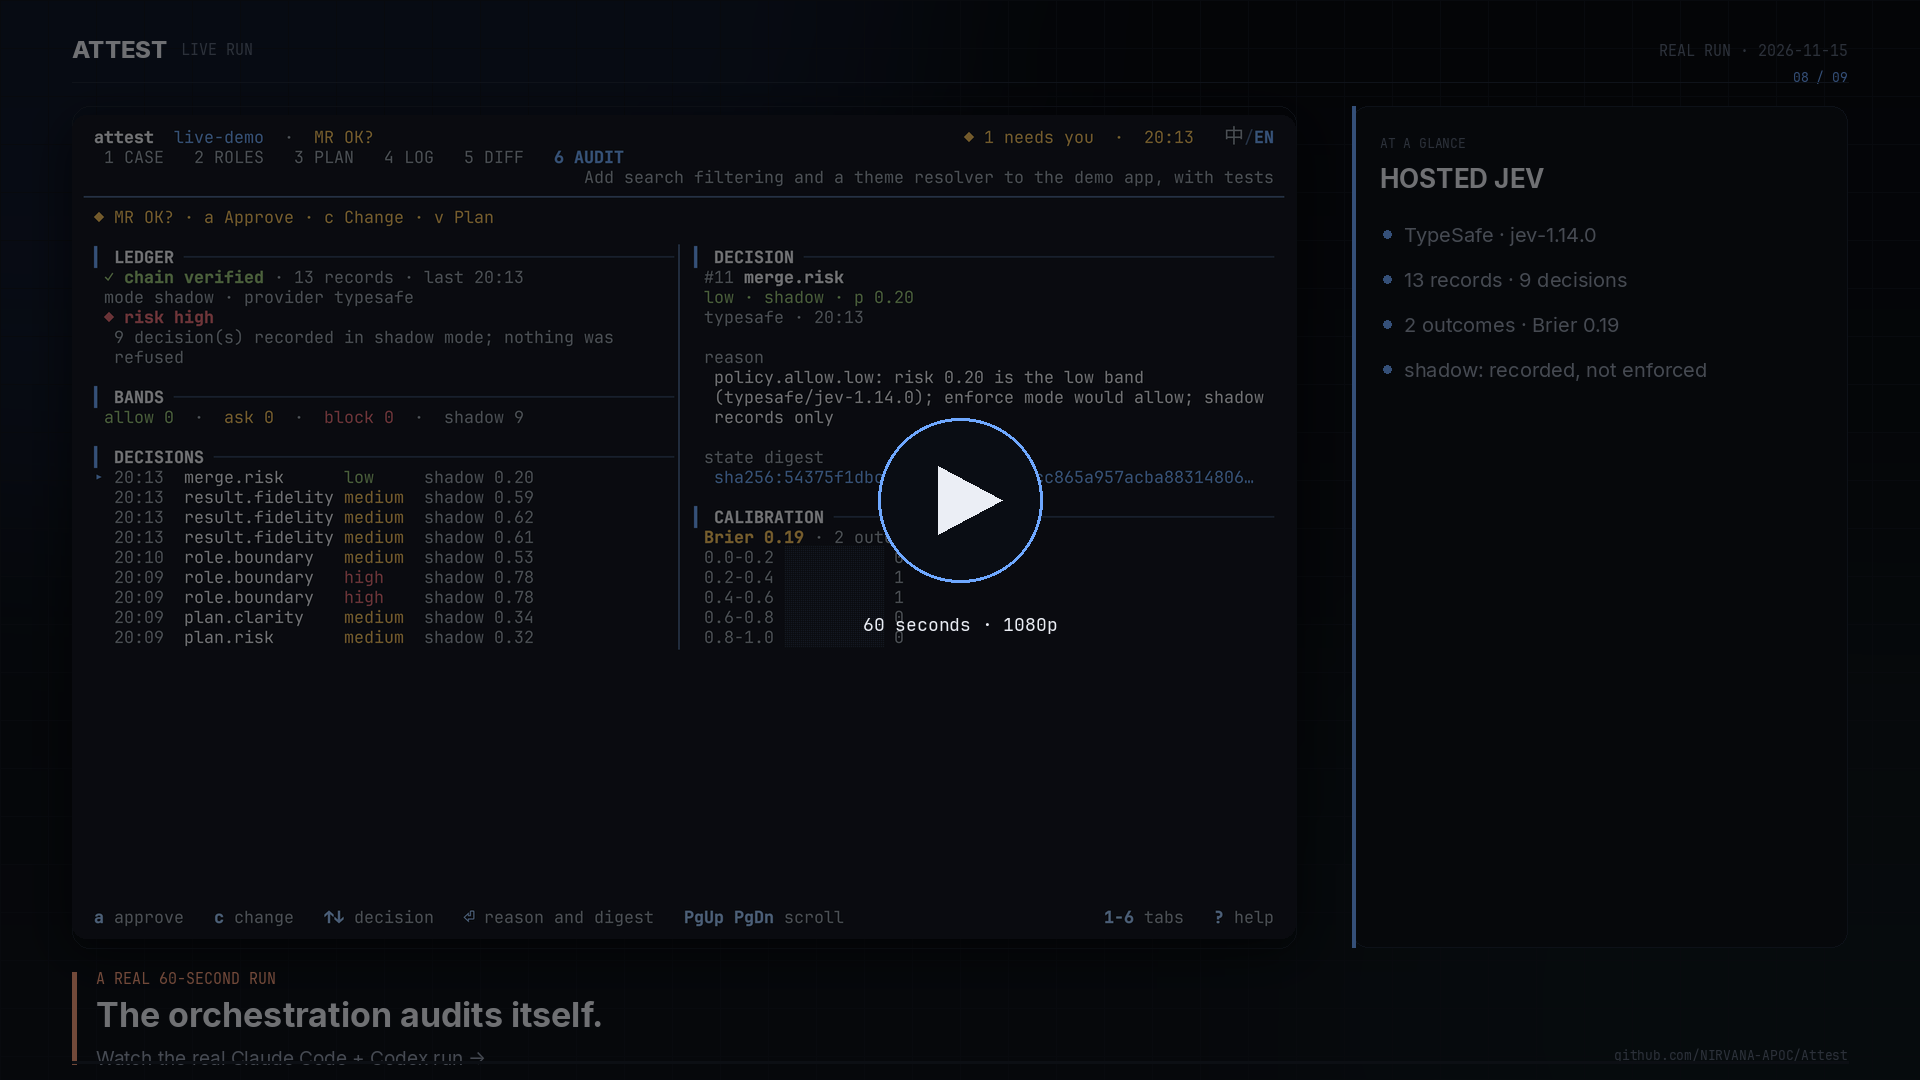 ATTEST LIVE RUN
REAL RUN · 2026-11-15
08 / 09
attest live-demo · MR OK?
◆ 1 needs you · 20:13 中/EN
1 CASE 2 ROLES 3 PLAN 4 LOG 5 DIFF 6 AUDIT
Add search filtering and a theme resolver to the demo app, with tests
◆ MR OK? · a Approve · c Change · v Plan
LEDGER
✓ chain verified · 13 records · last 20:13
mode shadow · provider typesafe
◆ risk high
9 decision(s) recorded in shadow mode; nothing was
refused
BANDS
allow 0 · ask 0 · block 0 · shadow 9
DECISIONS
▸ 20:13 merge.risk low shadow 0.20
20:13 result.fidelity medium shadow 0.59
20:13 result.fidelity medium shadow 0.62
20:13 result.fidelity medium shadow 0.61
20:10 role.boundary medium shadow 0.53
20:09 role.boundary high shadow 0.78
20:09 role.boundary high shadow 0.78
20:09 plan.clarity medium shadow 0.34
20:09 plan.risk medium shadow 0.32
DECISION
#11 merge.risk
low · shadow · p 0.20
typesafe · 20:13
reason
policy.allow.low: risk 0.20 is the low band
(typesafe/jev-1.14.0); enforce mode would allow; shadow
records only
state digest
sha256:54375f1dbc cc865a957acba88314806…
CALIBRATION
Brier 0.19 · 2
0.0-0.2
0.2-0.4 1
0.4-0.6 1
0.6-0.8 0
0.8-1.0 0
60 seconds · 1080p
a approve c change ↑↓ decision ⏎ reason and digest PgUp PgDn scroll 1-6 tabs ? help
AT A GLANCE
HOSTED JEV
TypeSafe · jev-1.14.0
13 records · 9 decisions
2 outcomes · Brier 0.19
shadow: recorded, not enforced
A REAL 60-SECOND RUN
The orchestration audits itself.
Watch the real Claude Code + Codex run →
github.com/NIRVANA-APOC/Attest